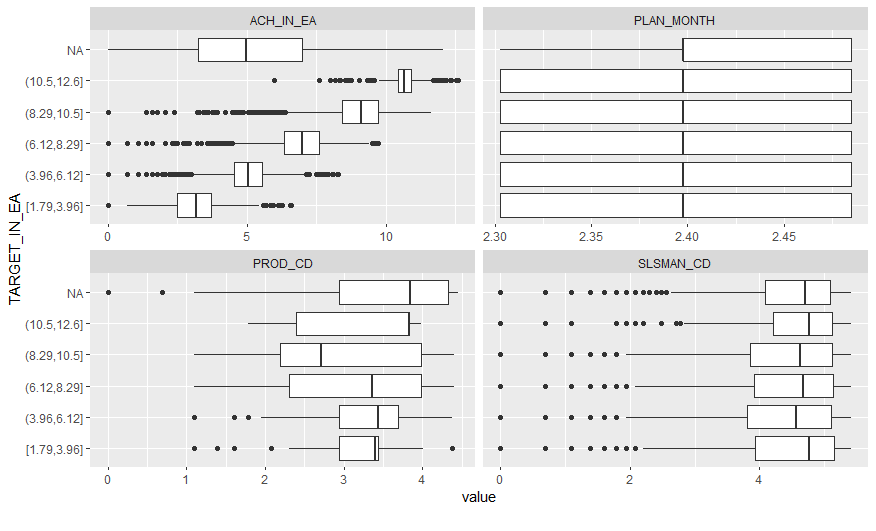 ACH_IN_EA
PLAN_MONTH
NA
(10.5,12.6]
(8.29,10.5]
(6.12,8.29]
(3.96,6.12]
[1.79,3.96]
0 5 10
2.30 2.35 2.40 2.45
TARGET_IN_EA
PROD_CD
SLSMAN_CD
NA
(10.5,12.6]
(8.29,10.5]
(6.12,8.29]
(3.96,6.12]
[1.79,3.96]
0 1 2 3 4
0 2 4
value